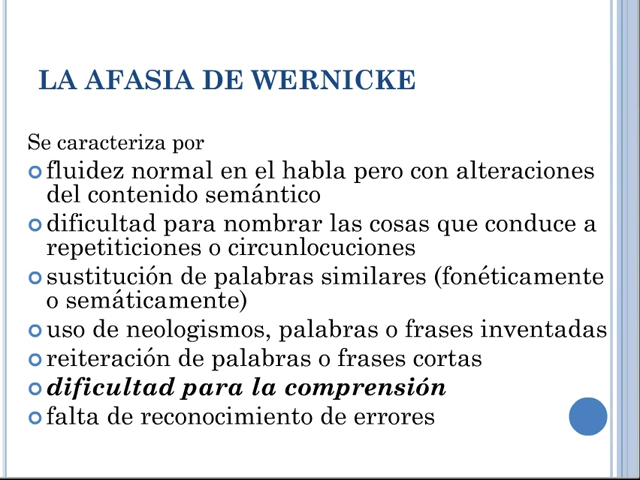 LA AFASIA DE WERNICKE
Se caracteriza por
fluidez normal en el habla pero con alteraciones
del contenido semántico
dificultad para nombrar las cosas que conduce a
repetiticiones o circunlocuciones
sustitución de palabras similares (fonéticamente
o semáticamente)
uso de neologismos, palabras o frases inventadas
reiteración de palabras o frases cortas
dificultad para la comprensión
falta de reconocimiento de errores